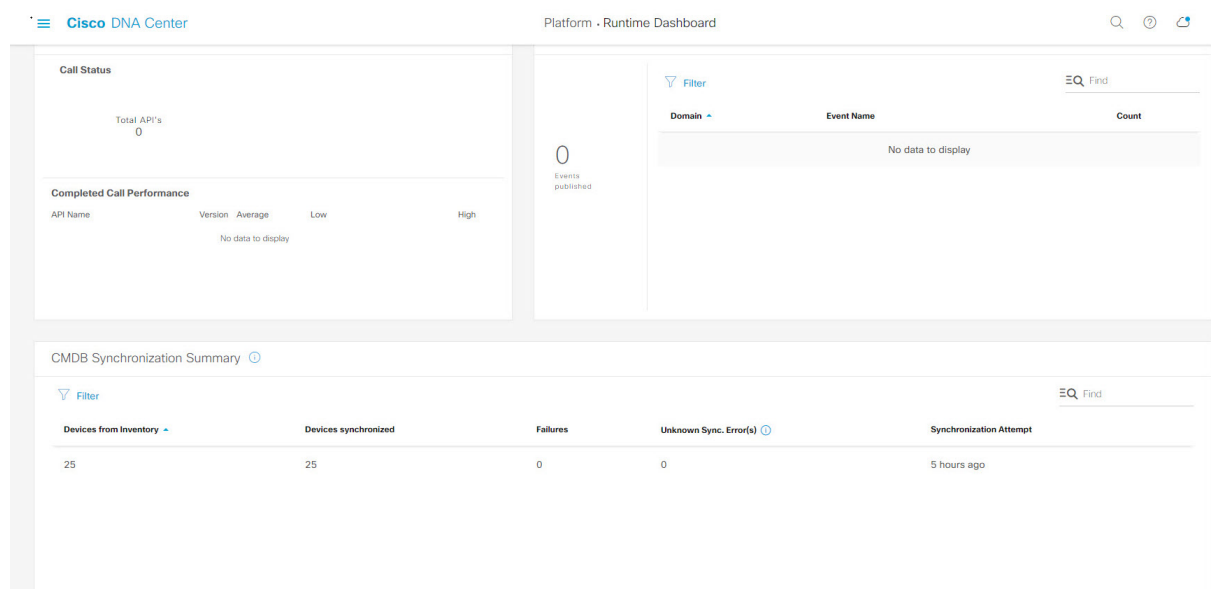 Cisco DNA Center
Platform • Runtime Dashboard
Call Status
Total API's
0
Completed Call Performance
API Name Version Average Low High
No data to display
0
Events
published
Filter
Find
Domain Event Name Count
No data to display
CMDB Synchronization Summary
Filter
Find
Devices from Inventory Devices synchronized Failures Unknown Sync. Error(s) Synchronization Attempt
25 25 0 0 5 hours ago